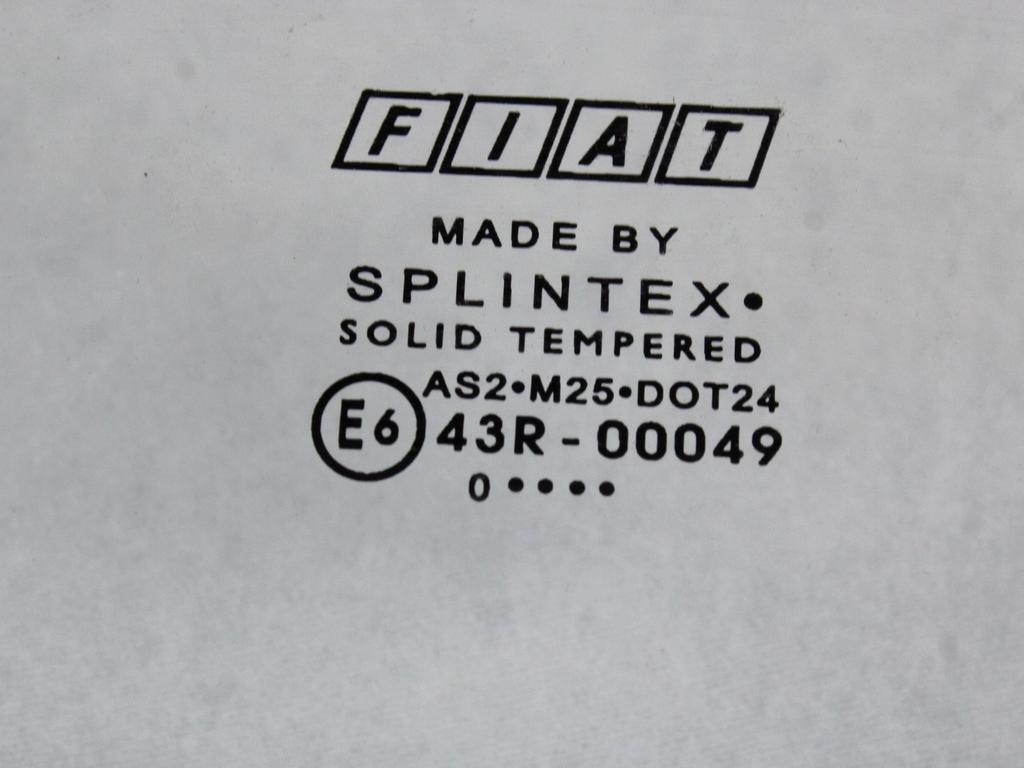 FIAT
MADE BY
SPLINTEX•
SOLID TEMPERED
AS2•M25•DOT24
E6 43R-00049
0••••